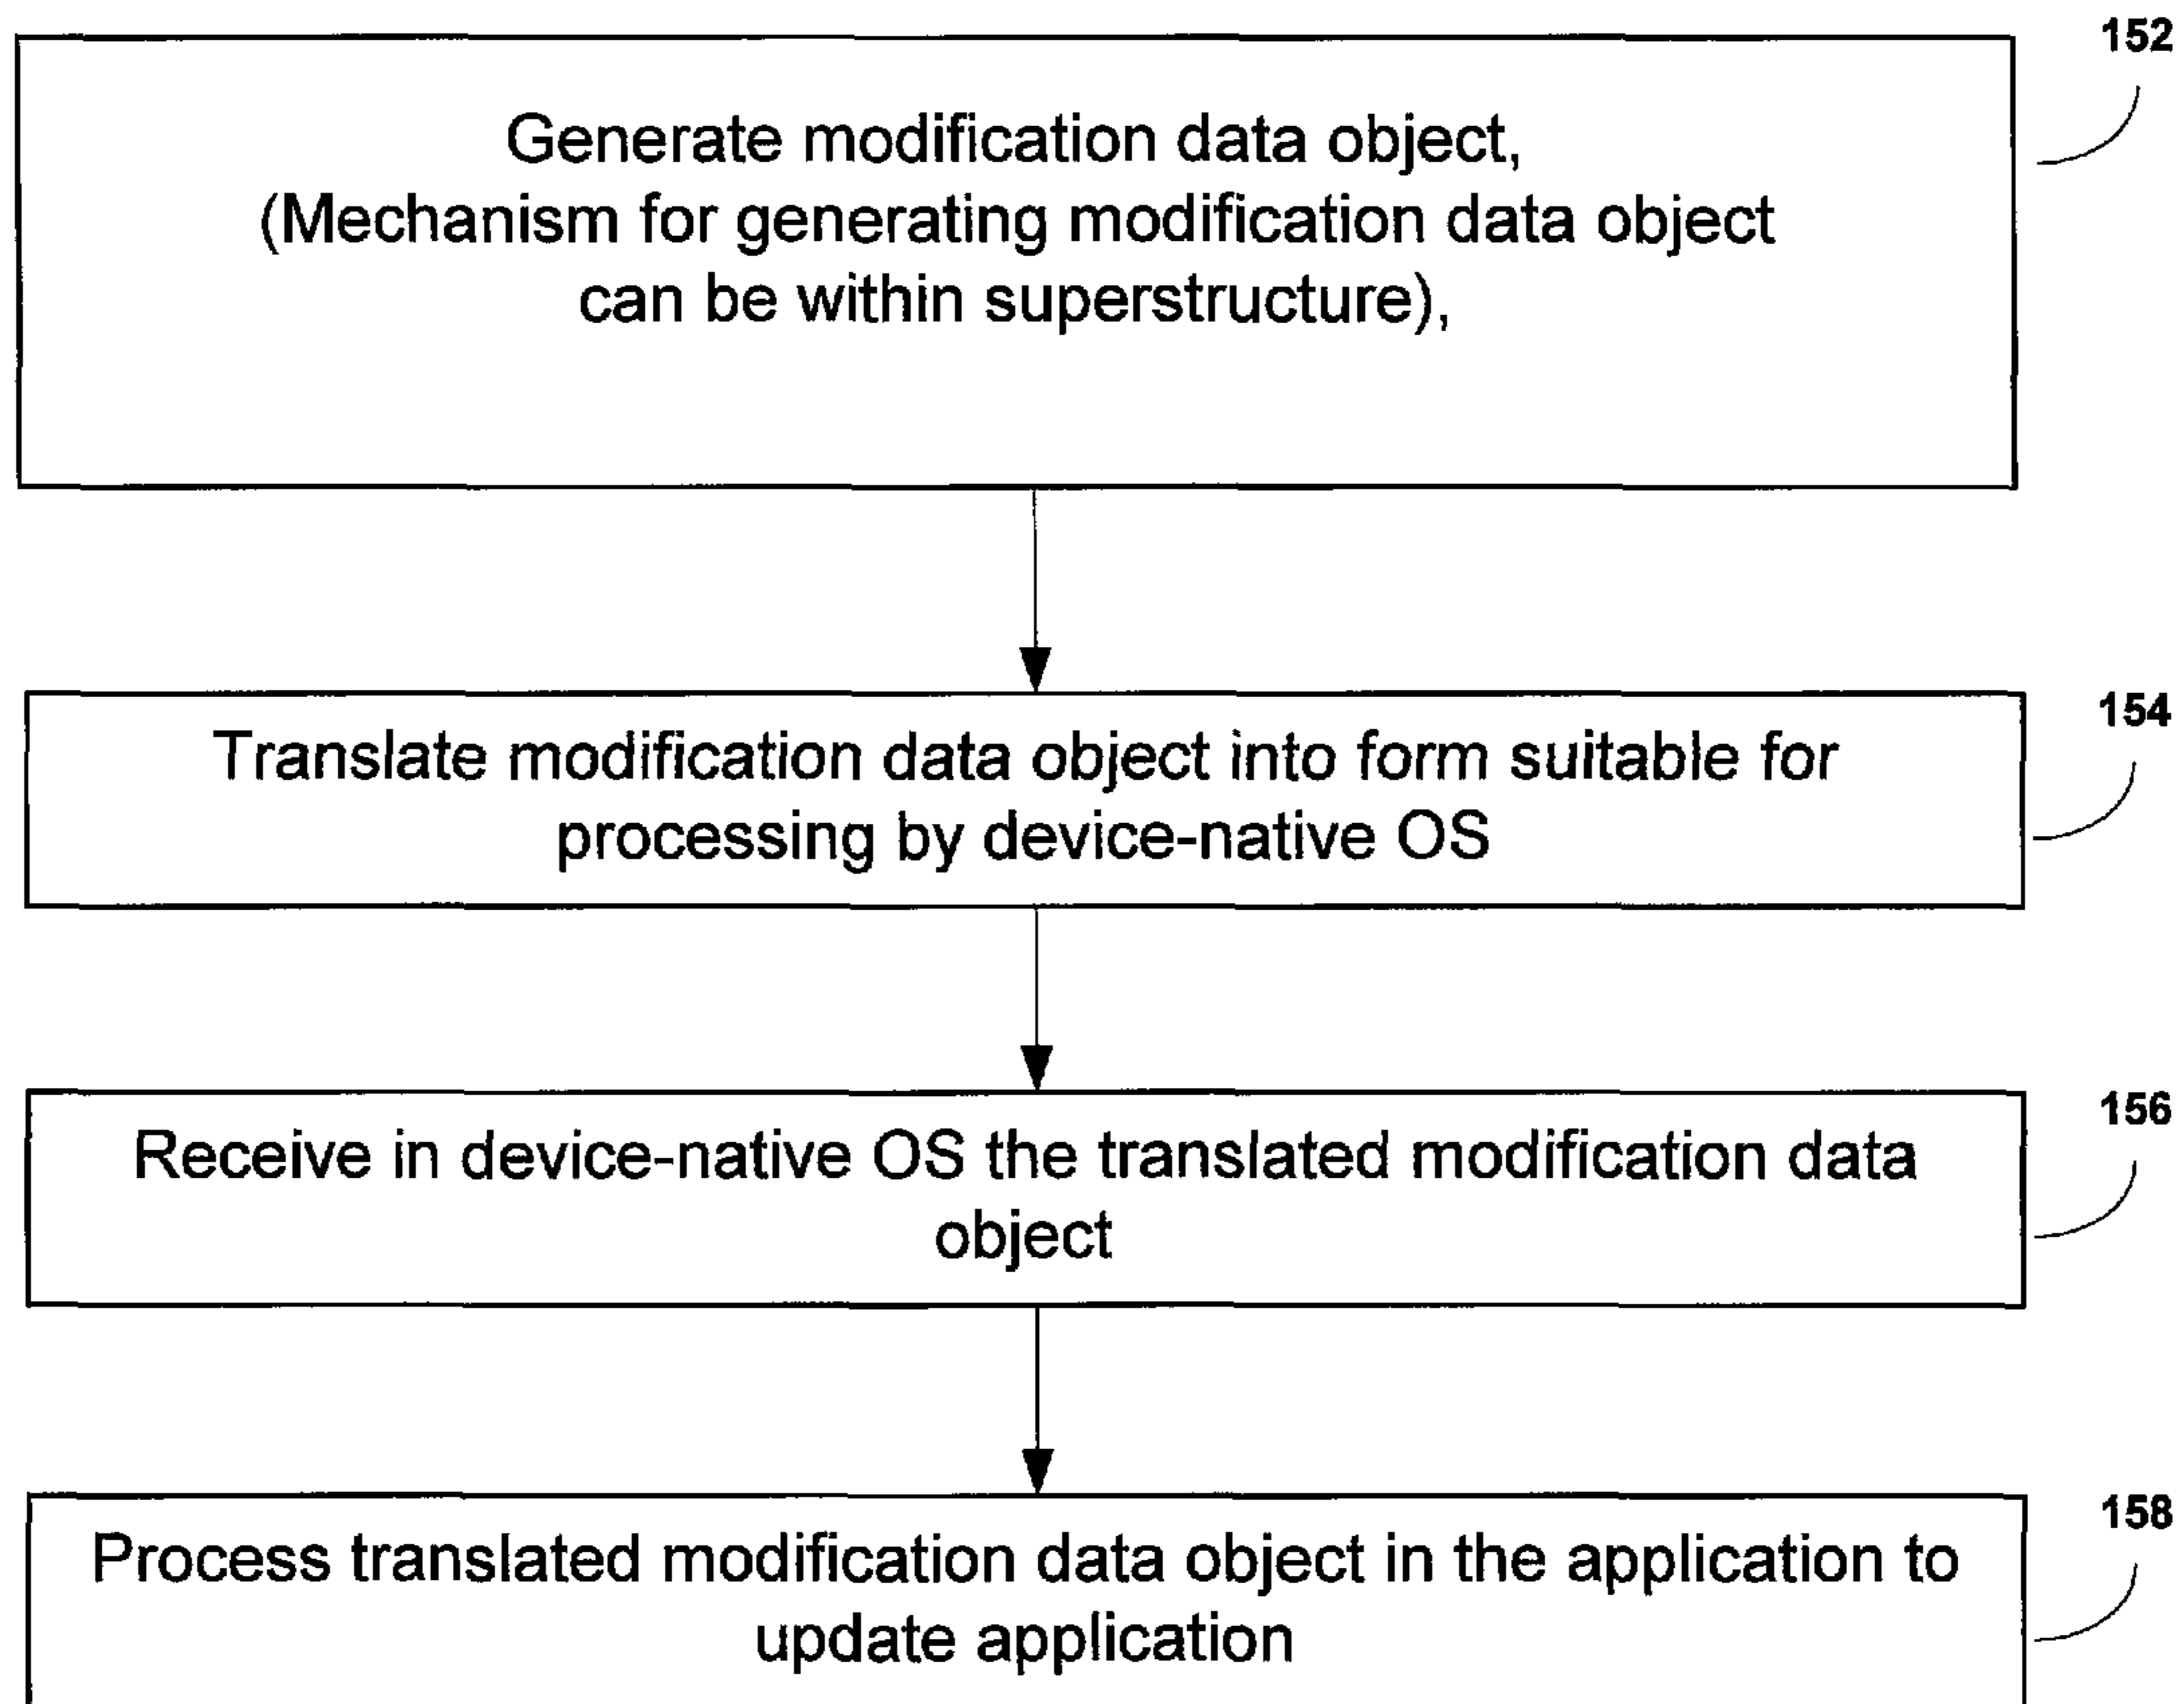 152
Generate modification data object,
(Mechanism for generating modification data object
can be within superstructure),
154
Translate modification data object into form suitable for
processing by device-native OS
156
Receive in device-native OS the translated modification data
object
158
Process translated modification data object in the application to
update application